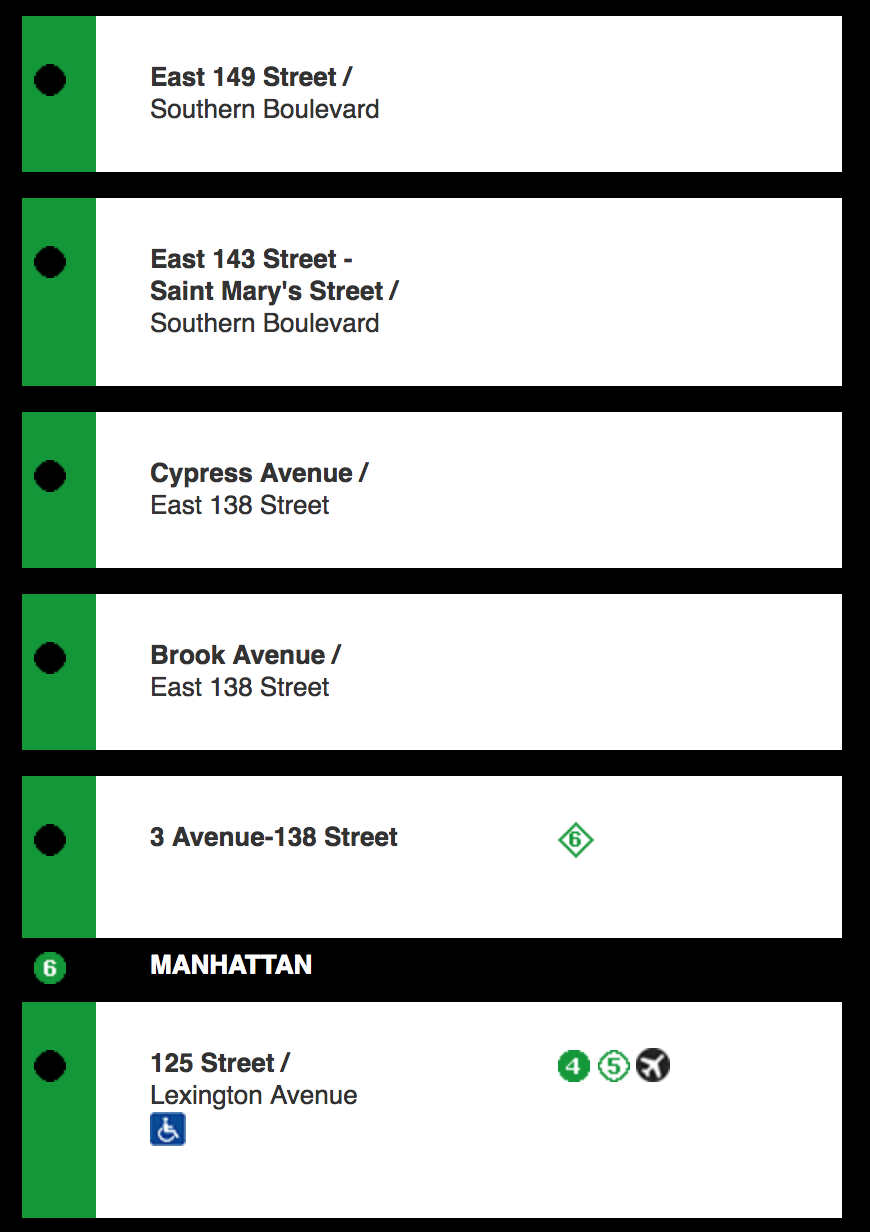 East 149 Street /
Southern Boulevard
East 143 Street -
Saint Mary's Street /
Southern Boulevard
Cypress Avenue /
East 138 Street
Brook Avenue /
East 138 Street
3 Avenue-138 Street 6
6 MANHATTAN
125 Street / 4 5
Lexington Avenue